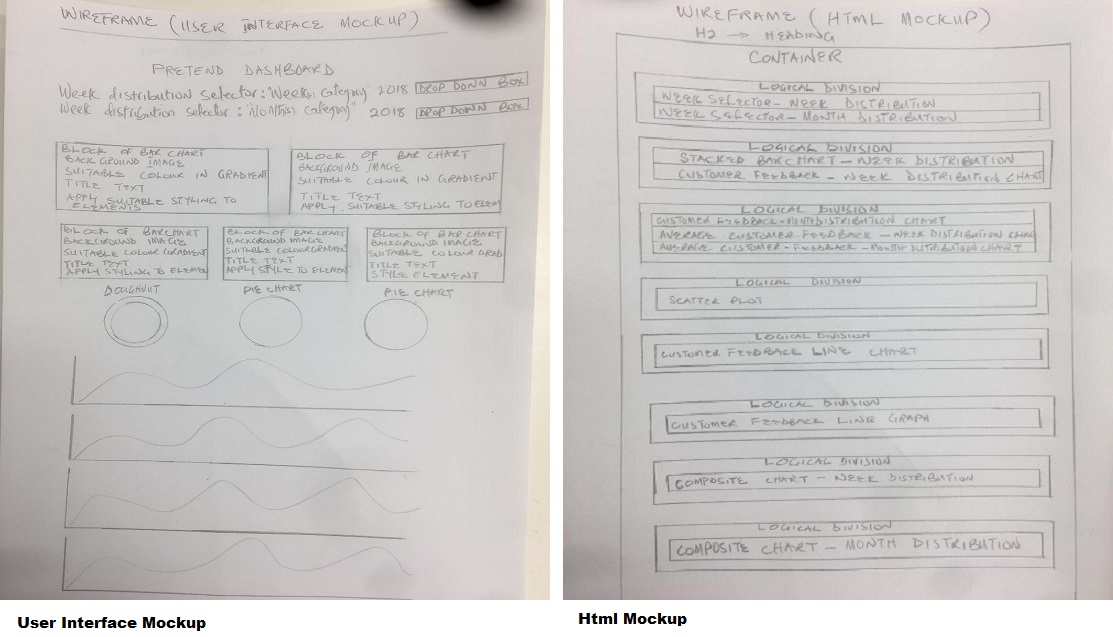 WIREFRAME (USER INTERFACE MOCKUP)
PRETEND DASHBOARD
Week distribution selector: "Weeks: Category" 2018 DROP DOWN BOX
Week distribution selector: "Months: Category" 2018 DROP DOWN BOX
BLOCK OF BAR CHART
BACKGROUND IMAGE
SUITABLE COLOUR IN GRADIENT
TITLE TEXT
APPLY SUITABLE STYLING TO
ELEMENTS
BLOCK OF BAR CHART
BACKGROUND IMAGE
SUITABLE COLOUR IN GRADIENT
TITLE TEXT
APPLY SUITABLE STYLING TO ELEM
BLOCK OF BARCHART
BACKGROUND IMAGE
SUITABLE COLOUR GRADIENT
TITLE TEXT
APPLY STYLING TO ELEMEN
BLOCK OF BAR CHART
BACKGROUND IMAGE
SUITABLE COLOUR GRADIENT
TITLE TEXT
APPLY STYLE TO ELEMEN
BLOCK OF BAR CHART
BACKGROUND IMAGE
SUITABLE COLOUR GRAD
TITLE TEXT
STYLE ELEMENT
DOUGHNUT
PIE CHART
PIE CHART
User Interface Mockup
WIREFRAME (HTML MOCKUP)
H2 → HEADING
CONTAINER
LOGICAL DIVISION
WEEK SELECTOR - WEEK DISTRIBUTION
WEEK SELECTOR - MONTH DISTRIBUTION
LOGICAL DIVISION
STACKED BAR CHART - WEEK DISTRIBUTION
CUSTOMER FEEDBACK - WEEK DISTRIBUTION CHART
LOGICAL DIVISION
CUSTOMER FEEDBACK - DISTRIBUTION CHART
AVERAGE CUSTOMER FEEDBACK - WEEK DISTRIBUTION CHAR
AVERAGE CUSTOMER - FEEDBACK - MONTH DISTRIBUTION CHART
LOGICAL DIVISION
SCATTER PLOT
LOGICAL DIVISION
CUSTOMER FEEDBACK LINE CHART
LOGICAL DIVISION
CUSTOMER FEEDBACK LINE GRAPH
LOGICAL DIVISION
COMPOSITE CHART - WEEK DISTRIBUTION
LOGICAL DIVISION
COMPOSITE CHART - MONTH DISTRIBUTION
Html Mockup